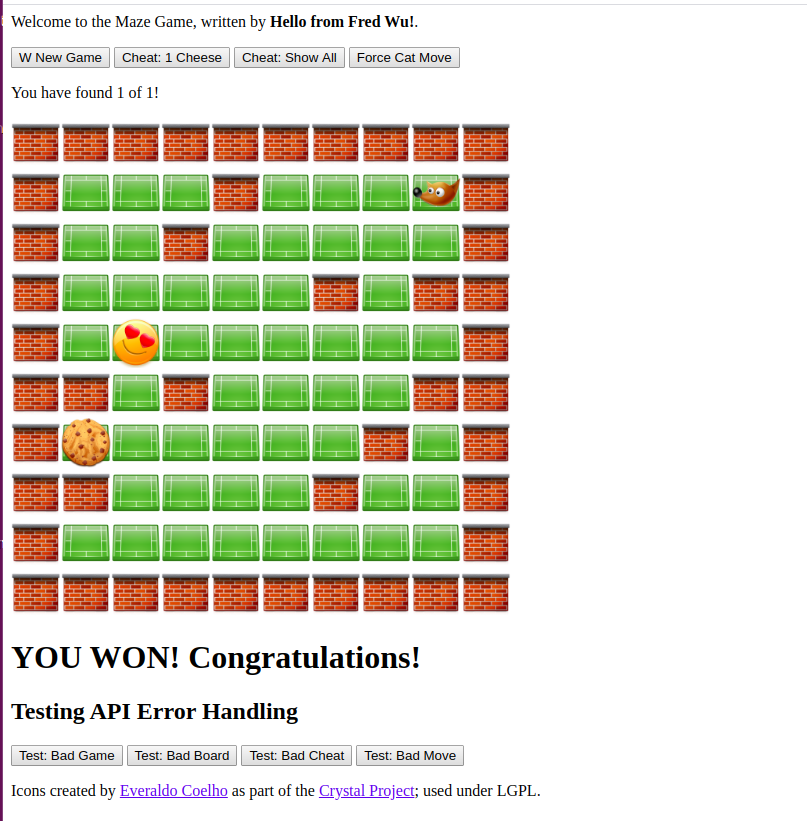 Welcome to the Maze Game, written by Hello from Fred Wu!.
W New Game Cheat: 1 Cheese Cheat: Show All Force Cat Move
You have found 1 of 1!
YOU WON! Congratulations!
Testing API Error Handling
Test: Bad Game Test: Bad Board Test: Bad Cheat Test: Bad Move
Icons created by Everaldo Coelho as part of the Crystal Project; used under LGPL.